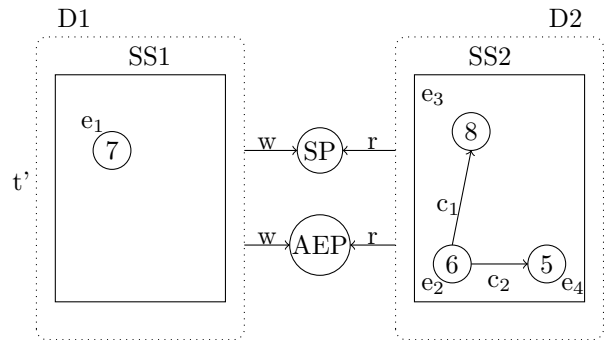 D1
D2
SS1
SS2
e₃
e₁
7
8
w
SP
r
t'
c₁
w
AEP
r
6
5
e₂
c₂
e₄